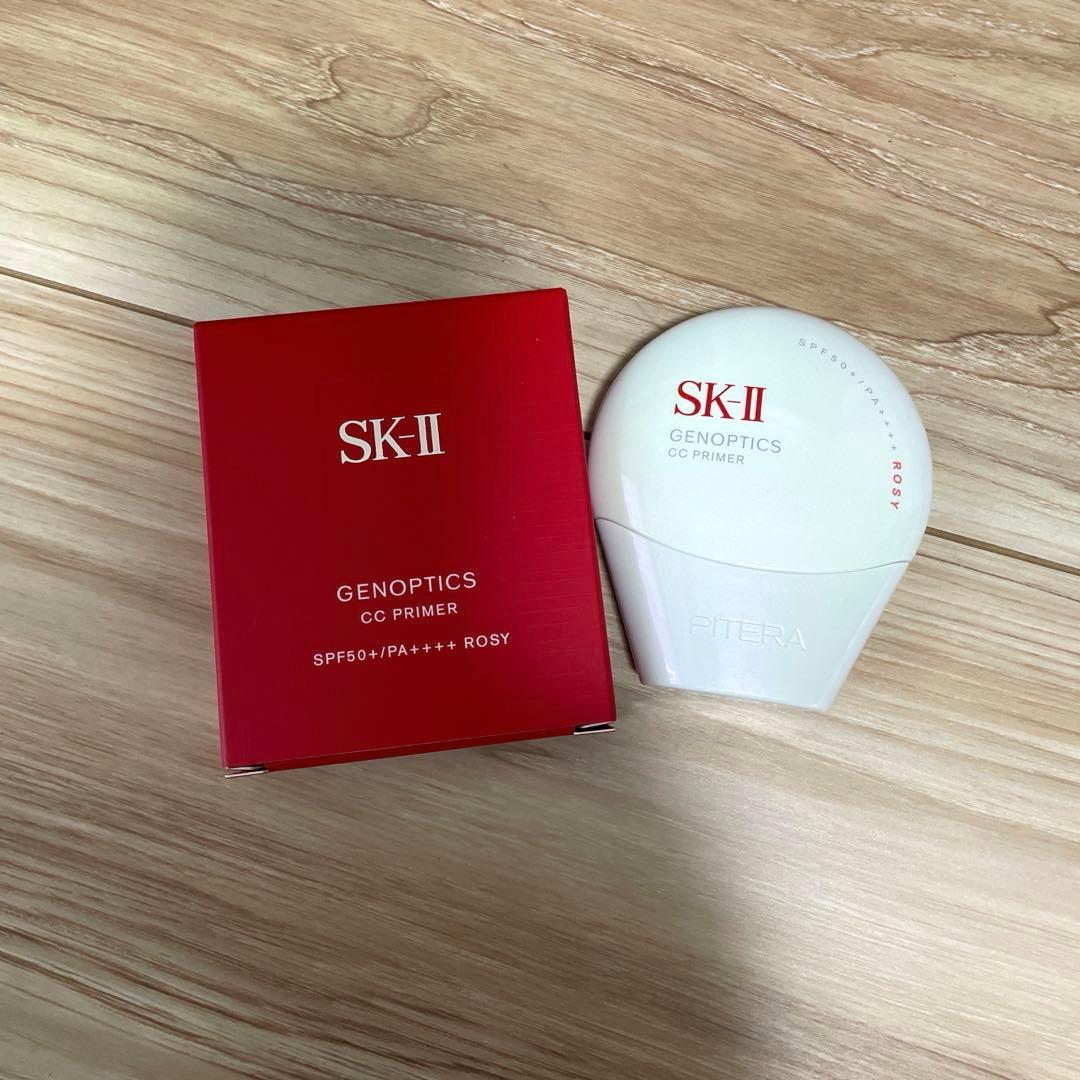 SK-II
GENOPTICS
CC PRIMER
SPF50+/PA++++ ROSY
SK-II
GENOPTICS
CC PRIMER
SPF50+/PA++++ ROSY
PITERA